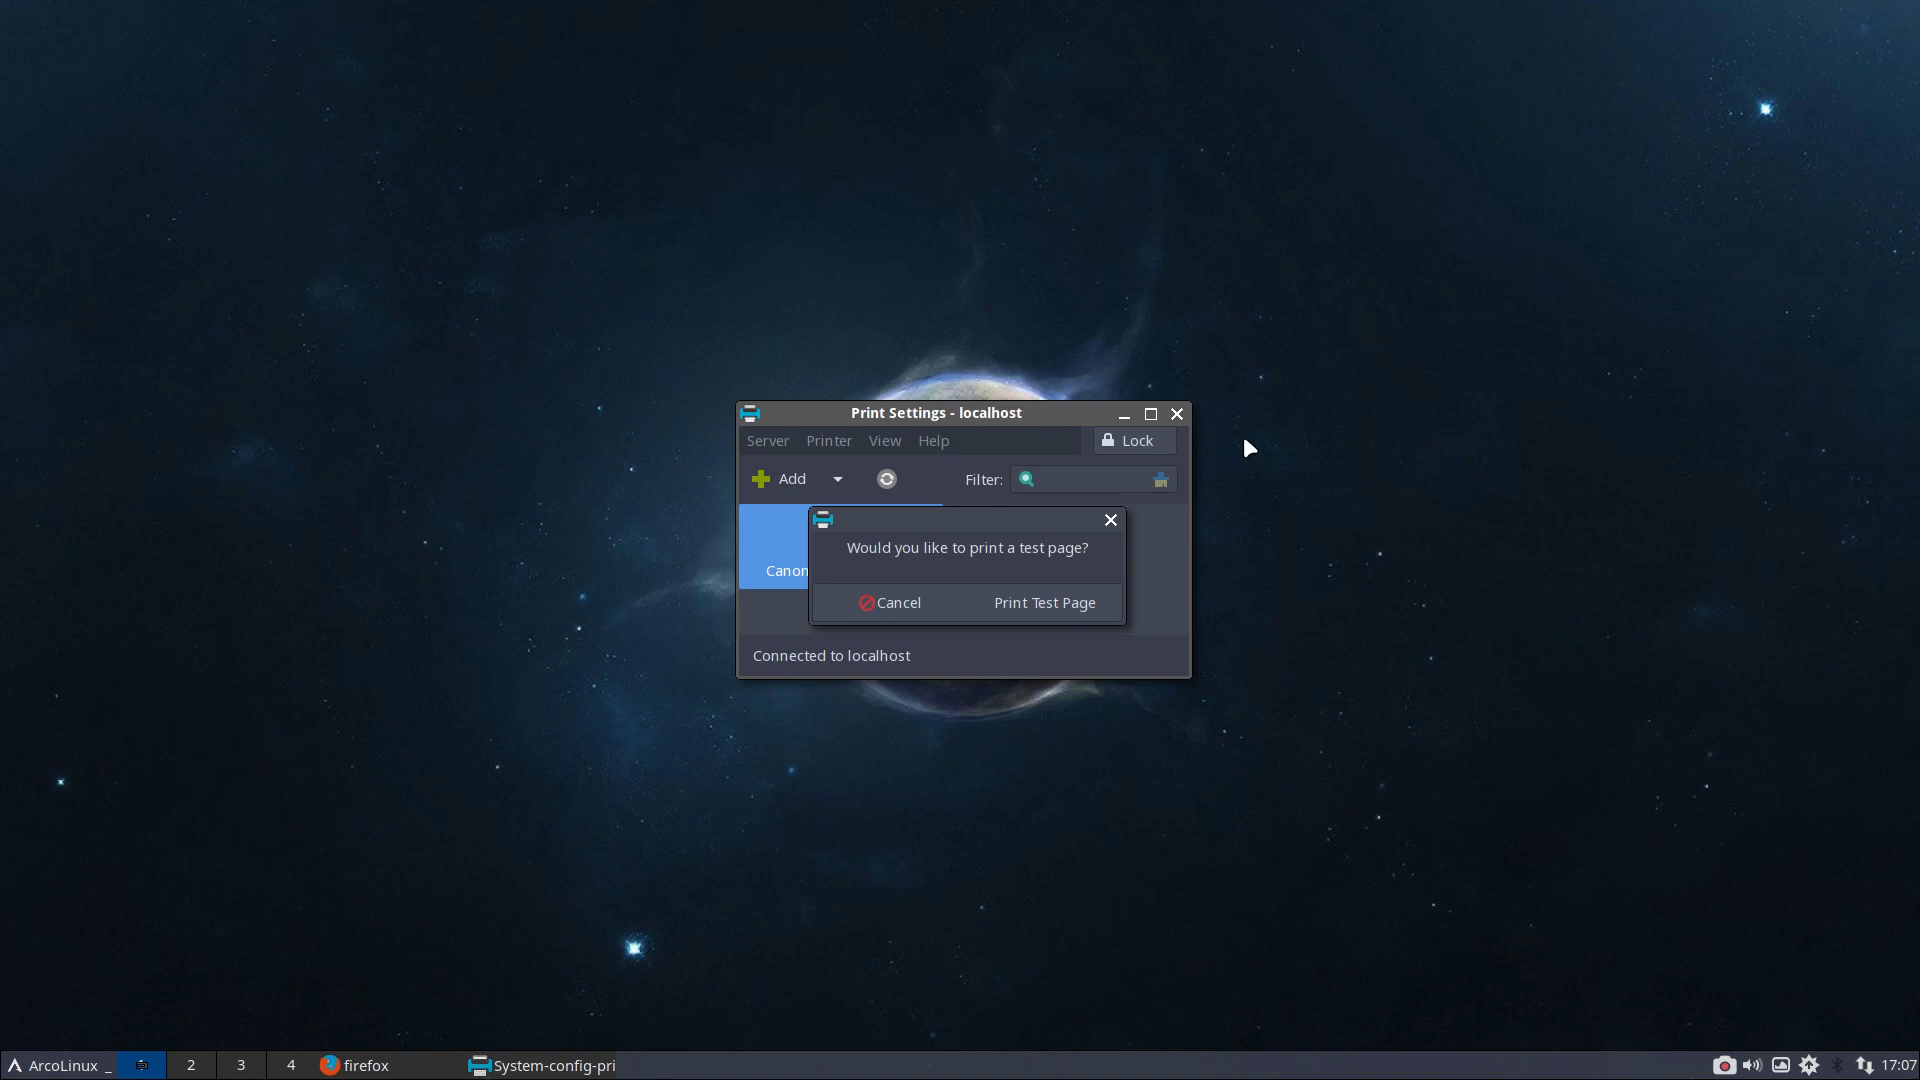 Print Settings - localhost
Server Printer View Help Lock
Add Filter:
Would you like to print a test page?
Canon
Cancel Print Test Page
Connected to localhost
ArcoLinux _ 2 3 4 firefox System-config-pri 17:07